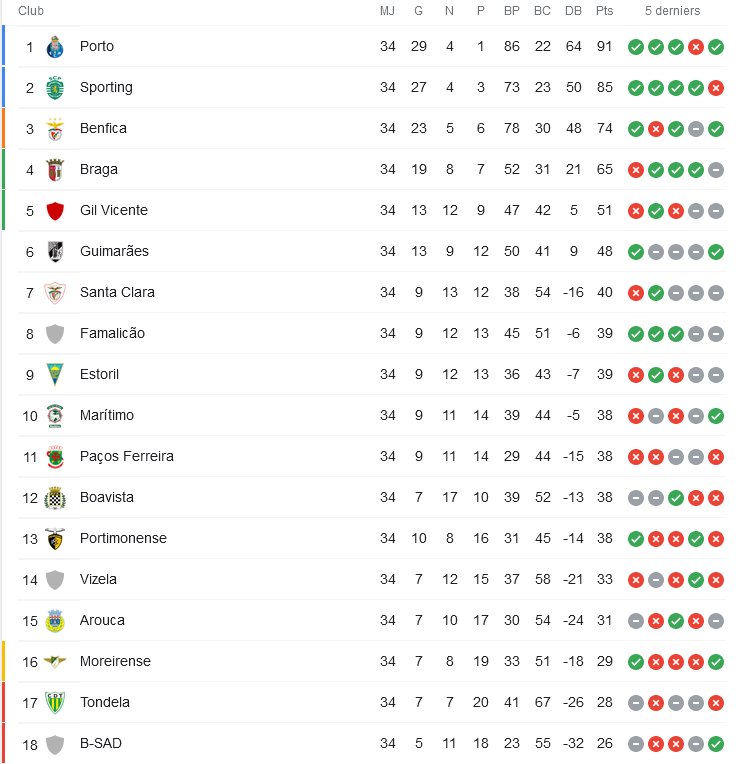 Club MJ G N P BP BC DB Pts 5 derniers
1 Porto 34 29 4 1 86 22 64 91
2 Sporting 34 27 4 3 73 23 50 85
3 Benfica 34 23 5 6 78 30 48 74
4 Braga 34 19 8 7 52 31 21 65
5 Gil Vicente 34 13 12 9 47 42 5 51
6 Guimarães 34 13 9 12 50 41 9 48
7 Santa Clara 34 9 13 12 38 54 -16 40
8 Famalicão 34 9 12 13 45 51 -6 39
9 Estoril 34 9 12 13 36 43 -7 39
10 Marítimo 34 9 11 14 39 44 -5 38
11 Paços Ferreira 34 9 11 14 29 44 -15 38
12 Boavista 34 7 17 10 39 52 -13 38
13 Portimonense 34 10 8 16 31 45 -14 38
14 Vizela 34 7 12 15 37 58 -21 33
15 Arouca 34 7 10 17 30 54 -24 31
16 Moreirense 34 7 8 19 33 51 -18 29
17 Tondela 34 7 7 20 41 67 -26 28
18 B-SAD 34 5 11 18 23 55 -32 26